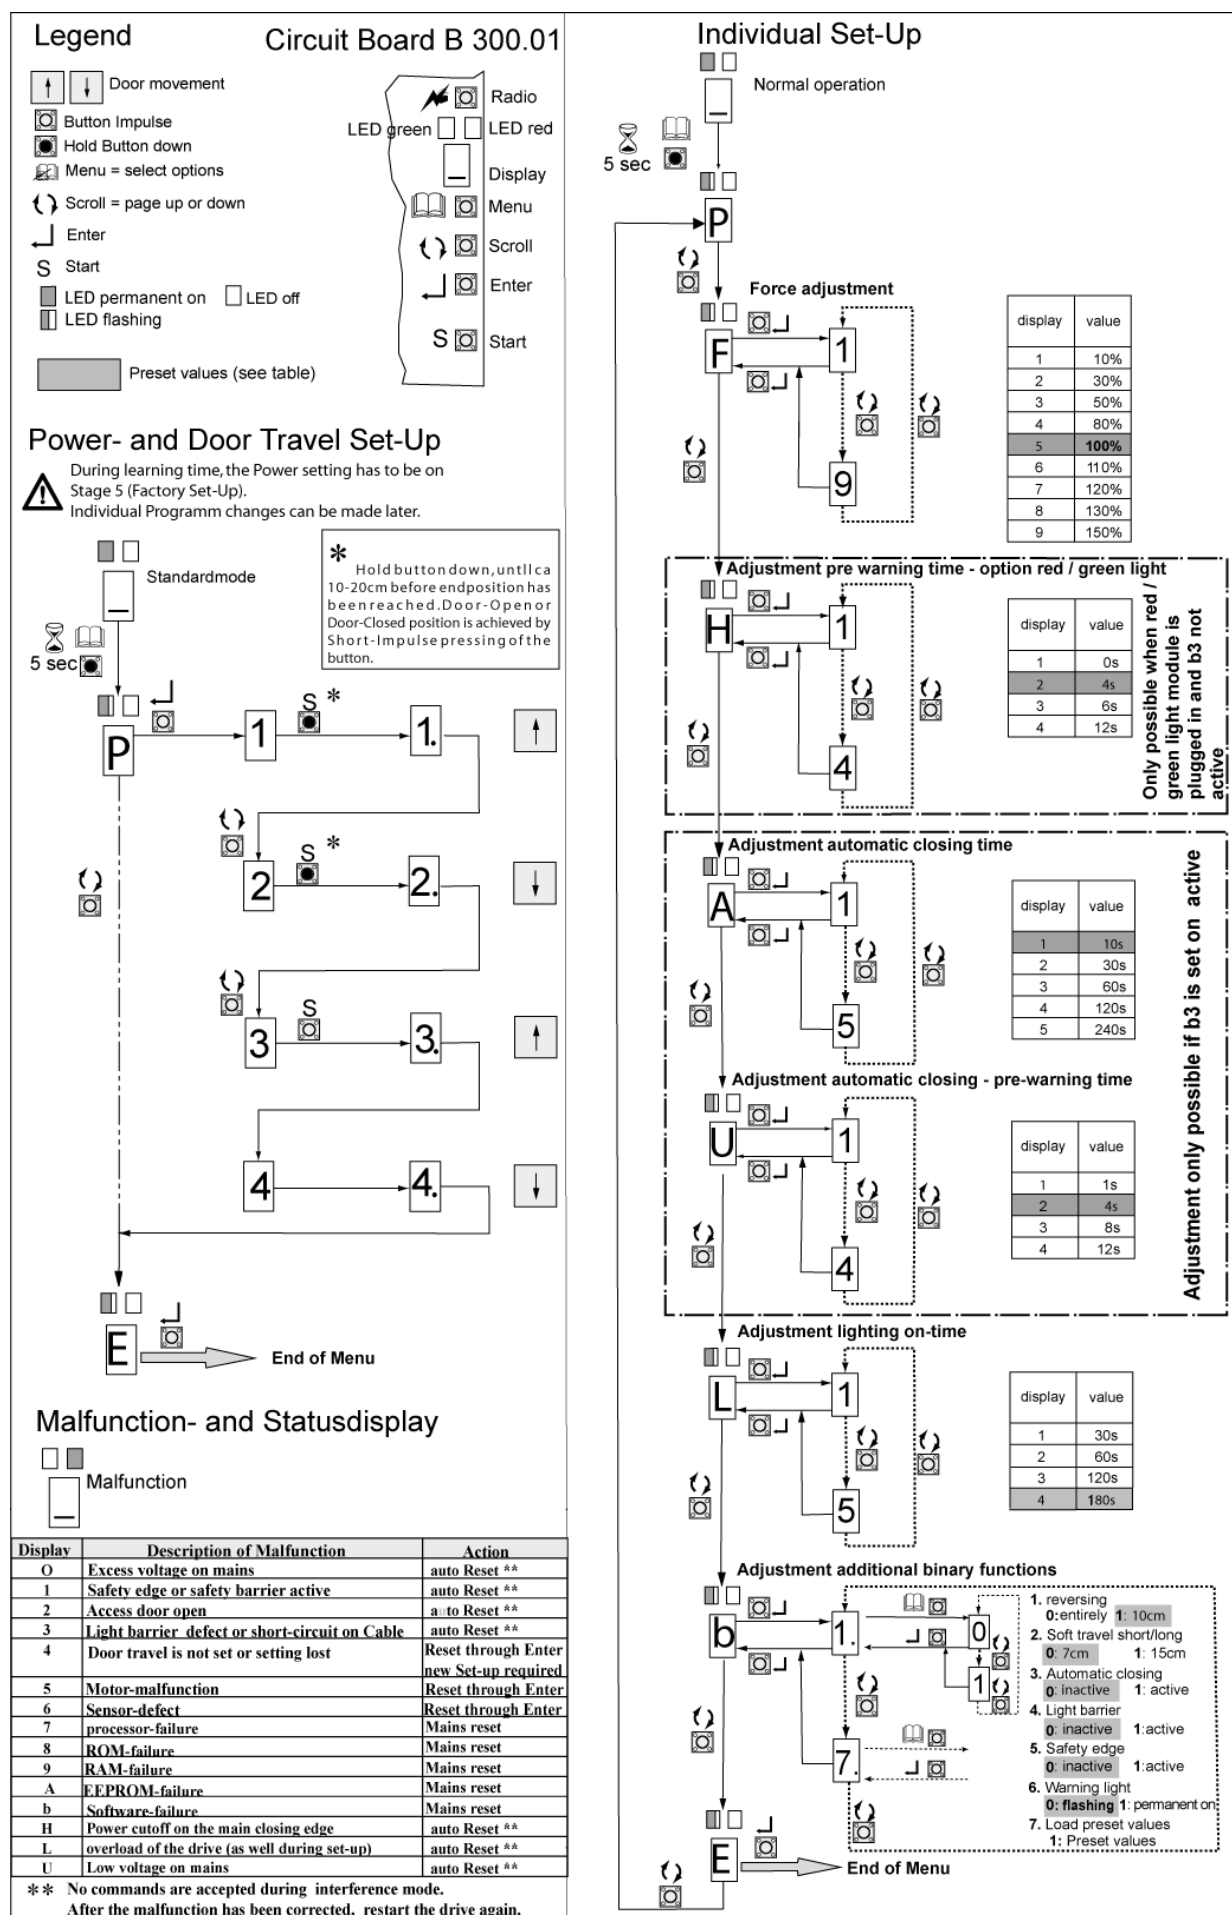 Legend
Circuit Board B 300.01
↑ ↓ Door movement
Button Impulse
Hold Button down
Menu = select options
Scroll = page up or down
Enter
S Start
LED permanent on LED off
LED flashing
Preset values (see table)
Radio
LED green LED red
Display
Menu
Scroll
Enter
S Start
Power- and Door Travel Set-Up
During learning time, the Power setting has to be on
Stage 5 (Factory Set-Up).
Individual Programm changes can be made later.
Standardmode
*
Hold button down, until ca
10-20cm before endposition has
been reached. Door-Open or
Door-Closed position is achieved by
Short-Impulse pressing of the
button.
5 sec
P 1 S * 1. ↑
2 S * 2. ↓
3 S 3. ↑
4 4. ↓
E End of Menu
Malfunction- and Statusdisplay
Malfunction
Display Description of Malfunction Action
O Excess voltage on mains auto Reset **
1 Safety edge or safety barrier active auto Reset **
2 Access door open auto Reset **
3 Light barrier defect or short-circuit on Cable auto Reset **
4 Door travel is not set or setting lost Reset through Enter
new Set-up required
5 Motor-malfunction Reset through Enter
6 Sensor-defect Reset through Enter
7 processor-failure Mains reset
8 ROM-failure Mains reset
9 RAM-failure Mains reset
A EEPROM-failure Mains reset
b Software-failure Mains reset
H Power cutoff on the main closing edge auto Reset **
L overload of the drive (as well during set-up) auto Reset **
U Low voltage on mains auto Reset **
** No commands are accepted during interference mode.
After the malfunction has been corrected, restart the drive again.
Individual Set-Up
Normal operation
5 sec
P
Force adjustment
F 1
9
display value
1 10%
2 30%
3 50%
4 80%
5 100%
6 110%
7 120%
8 130%
9 150%
Adjustment pre warning time - option red / green light
H 1
4
display value
1 0s
2 4s
3 6s
4 12s
Only possible when red /
green light module is
plugged in and b3 not
active
Adjustment automatic closing time
A 1
5
display value
1 10s
2 30s
3 60s
4 120s
5 240s
Adjustment automatic closing - pre-warning time
U 1
4
display value
1 1s
2 4s
3 8s
4 12s
Adjustment only possible if b3 is set on active
Adjustment lighting on-time
L 1
5
display value
1 30s
2 60s
3 120s
4 180s
Adjustment additional binary functions
b 1. 0
1
7.
1. reversing
0:entirely 1: 10cm
2. Soft travel short/long
0: 7cm 1: 15cm
3. Automatic closing
0: inactive 1: active
4. Light barrier
0: inactive 1:active
5. Safety edge
0: inactive 1:active
6. Warning light
0: flashing 1: permanent on
7. Load preset values
1: Preset values
E End of Menu